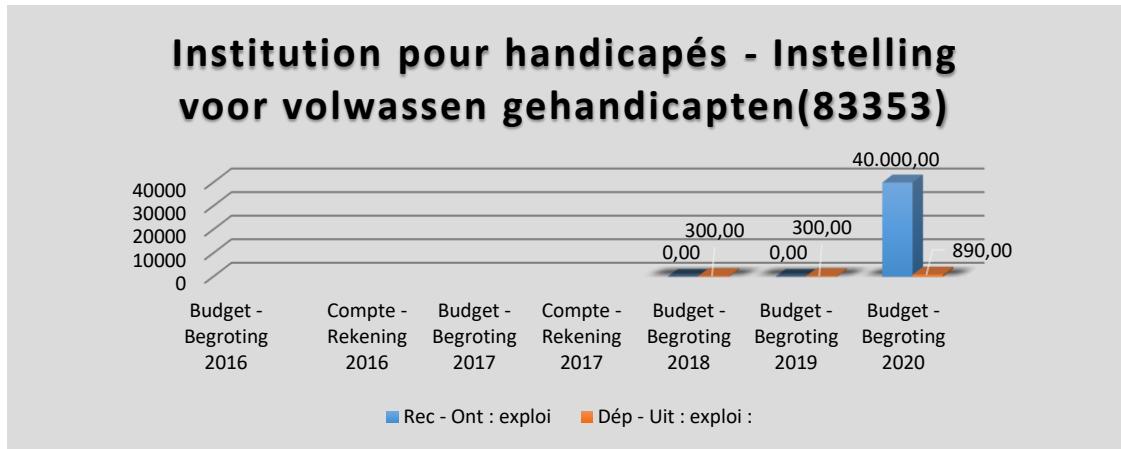 Institution pour handicapés - Instelling
voor volwassen gehandicapten(83353)
40.000,00
40000
30000
20000
10000
0
300,00
300,00
0,00
0,00
890,00
Budget -
Begroting
2016
Compte -
Rekening
2016
Budget -
Begroting
2017
Compte -
Rekening
2017
Budget -
Begroting
2018
Budget -
Begroting
2019
Budget -
Begroting
2020
Rec - Ont : exploi
Dép - Uit : exploi :